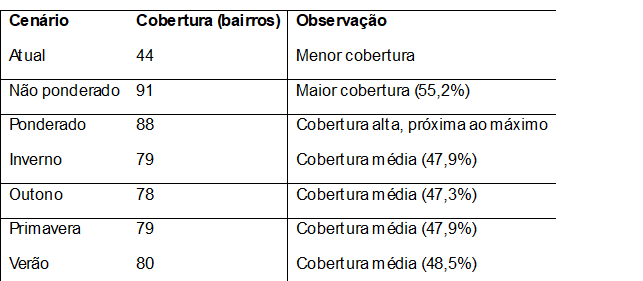 Cenário Cobertura (bairros) Observação
Atual 44 Menor cobertura
Não ponderado 91 Maior cobertura (55,2%)
Ponderado 88 Cobertura alta, próxima ao máximo
Inverno 79 Cobertura média (47,9%)
Outono 78 Cobertura média (47,3%)
Primavera 79 Cobertura média (47,9%)
Verão 80 Cobertura média (48,5%)